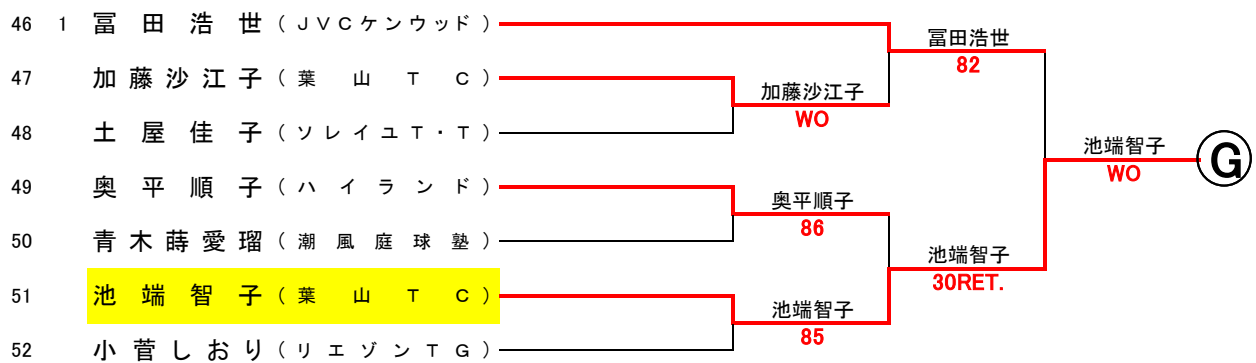 46 1 冨田浩世(JVCケンウッド)
冨田浩世
82
47 加藤沙江子(葉山TC)
加藤沙江子
WO
48 土屋佳子(ソレイユT・T)
池端智子
WO
G
49 奥平順子(ハイランド)
奥平順子
86
50 青木蒔愛瑠(潮風庭球塾)
池端智子
30RET.
51 池端智子(葉山TC)
池端智子
85
52 小菅しおり(リエゾンTG)